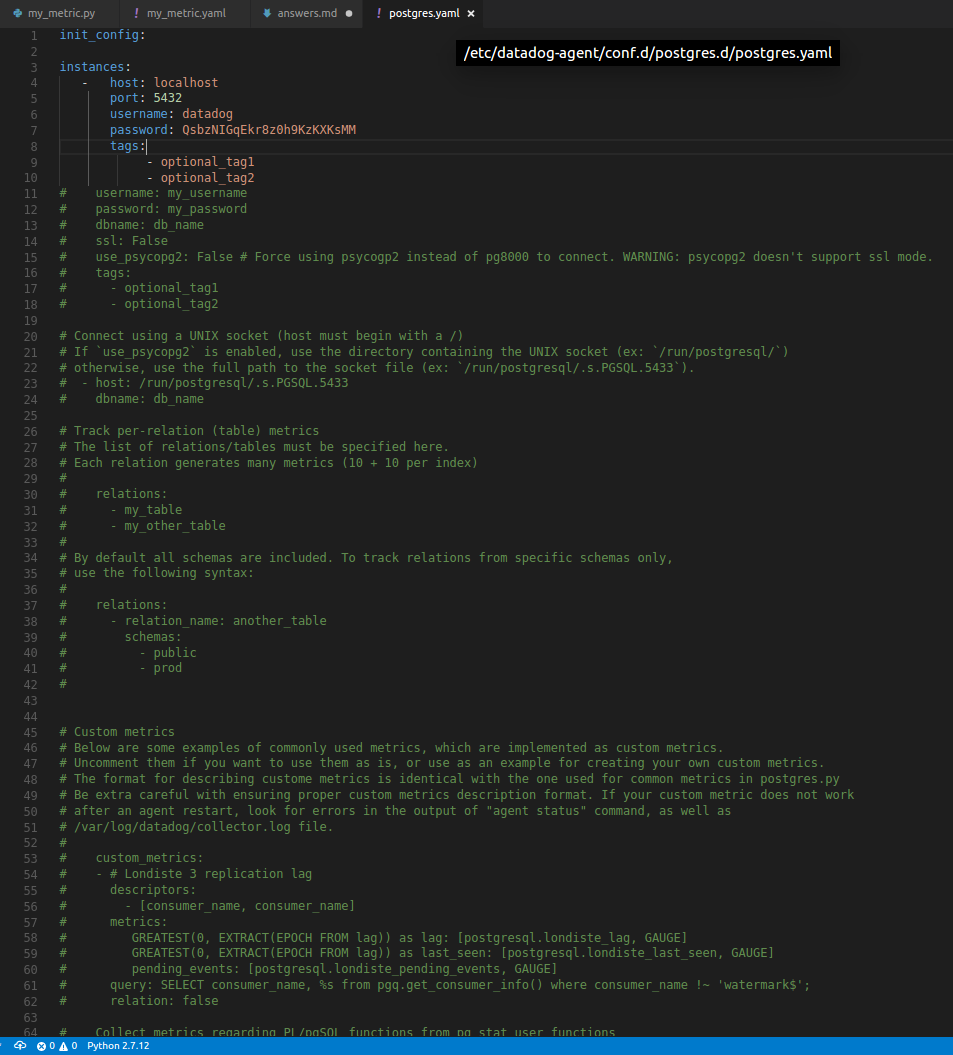 my_metric.py ! my_metric.yaml answers.md ● ! postgres.yaml ×
/etc/datadog-agent/conf.d/postgres.d/postgres.yaml
1 init_config:
2
3 instances:
4 - host: localhost
5 port: 5432
6 username: datadog
7 password: QsbzNIGqEkr8z0h9KzKXKsMM
8 tags:
9 - optional_tag1
10 - optional_tag2
11 # username: my_username
12 # password: my_password
13 # dbname: db_name
14 # ssl: False
15 # use_psycopg2: False # Force using psycogp2 instead of pg8000 to connect. WARNING: psycopg2 doesn't support ssl mode.
16 # tags:
17 # - optional_tag1
18 # - optional_tag2
19
20 # Connect using a UNIX socket (host must begin with a /)
21 # If `use_psycopg2` is enabled, use the directory containing the UNIX socket (ex: `/run/postgresql/`)
22 # otherwise, use the full path to the socket file (ex: `/run/postgresql/.s.PGSQL.5433`).
23 # - host: /run/postgresql/.s.PGSQL.5433
24 # dbname: db_name
25
26 # Track per-relation (table) metrics
27 # The list of relations/tables must be specified here.
28 # Each relation generates many metrics (10 + 10 per index)
29 #
30 # relations:
31 # - my_table
32 # - my_other_table
33 #
34 # By default all schemas are included. To track relations from specific schemas only,
35 # use the following syntax:
36 #
37 # relations:
38 # - relation_name: another_table
39 # schemas:
40 # - public
41 # - prod
42 #
43
44
45 # Custom metrics
46 # Below are some examples of commonly used metrics, which are implemented as custom metrics.
47 # Uncomment them if you want to use them as is, or use as an example for creating your own custom metrics.
48 # The format for describing custome metrics is identical with the one used for common metrics in postgres.py
49 # Be extra careful with ensuring proper custom metrics description format. If your custom metric does not work
50 # after an agent restart, look for errors in the output of "agent status" command, as well as
51 # /var/log/datadog/collector.log file.
52 #
53 # custom_metrics:
54 # - # Londiste 3 replication lag
55 # descriptors:
56 # - [consumer_name, consumer_name]
57 # metrics:
58 # GREATEST(0, EXTRACT(EPOCH FROM lag)) as lag: [postgresql.londiste_lag, GAUGE]
59 # GREATEST(0, EXTRACT(EPOCH FROM lag)) as last_seen: [postgresql.londiste_last_seen, GAUGE]
60 # pending_events: [postgresql.londiste_pending_events, GAUGE]
61 # query: SELECT consumer_name, %s from pgq.get_consumer_info() where consumer_name !~ 'watermark$';
62 # relation: false
63
64 # Collect metrics regarding PL/pgSQL functions from pg_stat_user_functions
0 0 Python 2.7.12